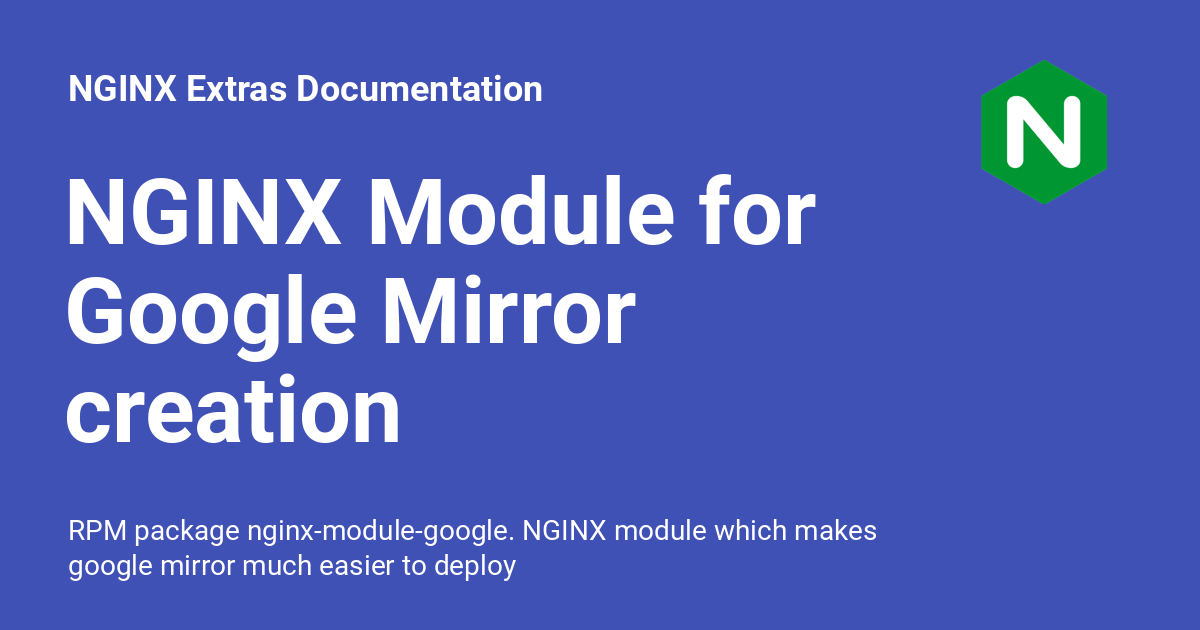 NGINX Extras Documentation
N
NGINX Module for
Google Mirror
creation
RPM package nginx-module-google. NGINX module which makes
google mirror much easier to deploy